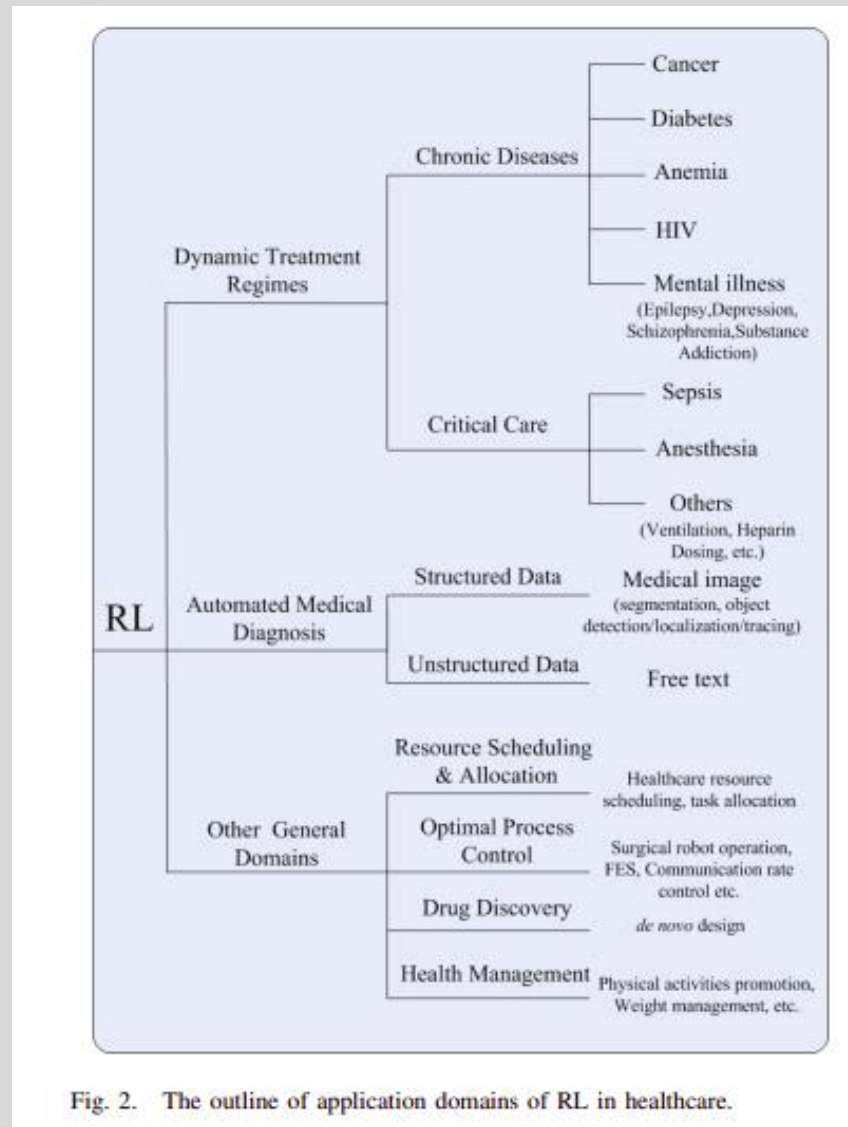 Cancer
Diabetes
Chronic Diseases
Anemia
HIV
Dynamic Treatment
Regimes
Mental illness
(Epilepsy,Depression,
Schizophrenia,Substance
Addiction)
Sepsis
Critical Care
Anesthesia
Others
(Ventilation, Heparin
Dosing, etc.)
RL
Automated Medical
Diagnosis
Structured Data
Medical image
(segmentation, object
detection/localization/tracing)
Unstructured Data
Free text
Resource Scheduling
& Allocation
Healthcare resource
scheduling, task allocation
Other General
Domains
Optimal Process
Control
Surgical robot operation,
FES, Communication rate
control etc.
Drug Discovery
de novo design
Health Management
Physical activities promotion,
Weight management, etc.
Fig. 2. The outline of application domains of RL in healthcare.